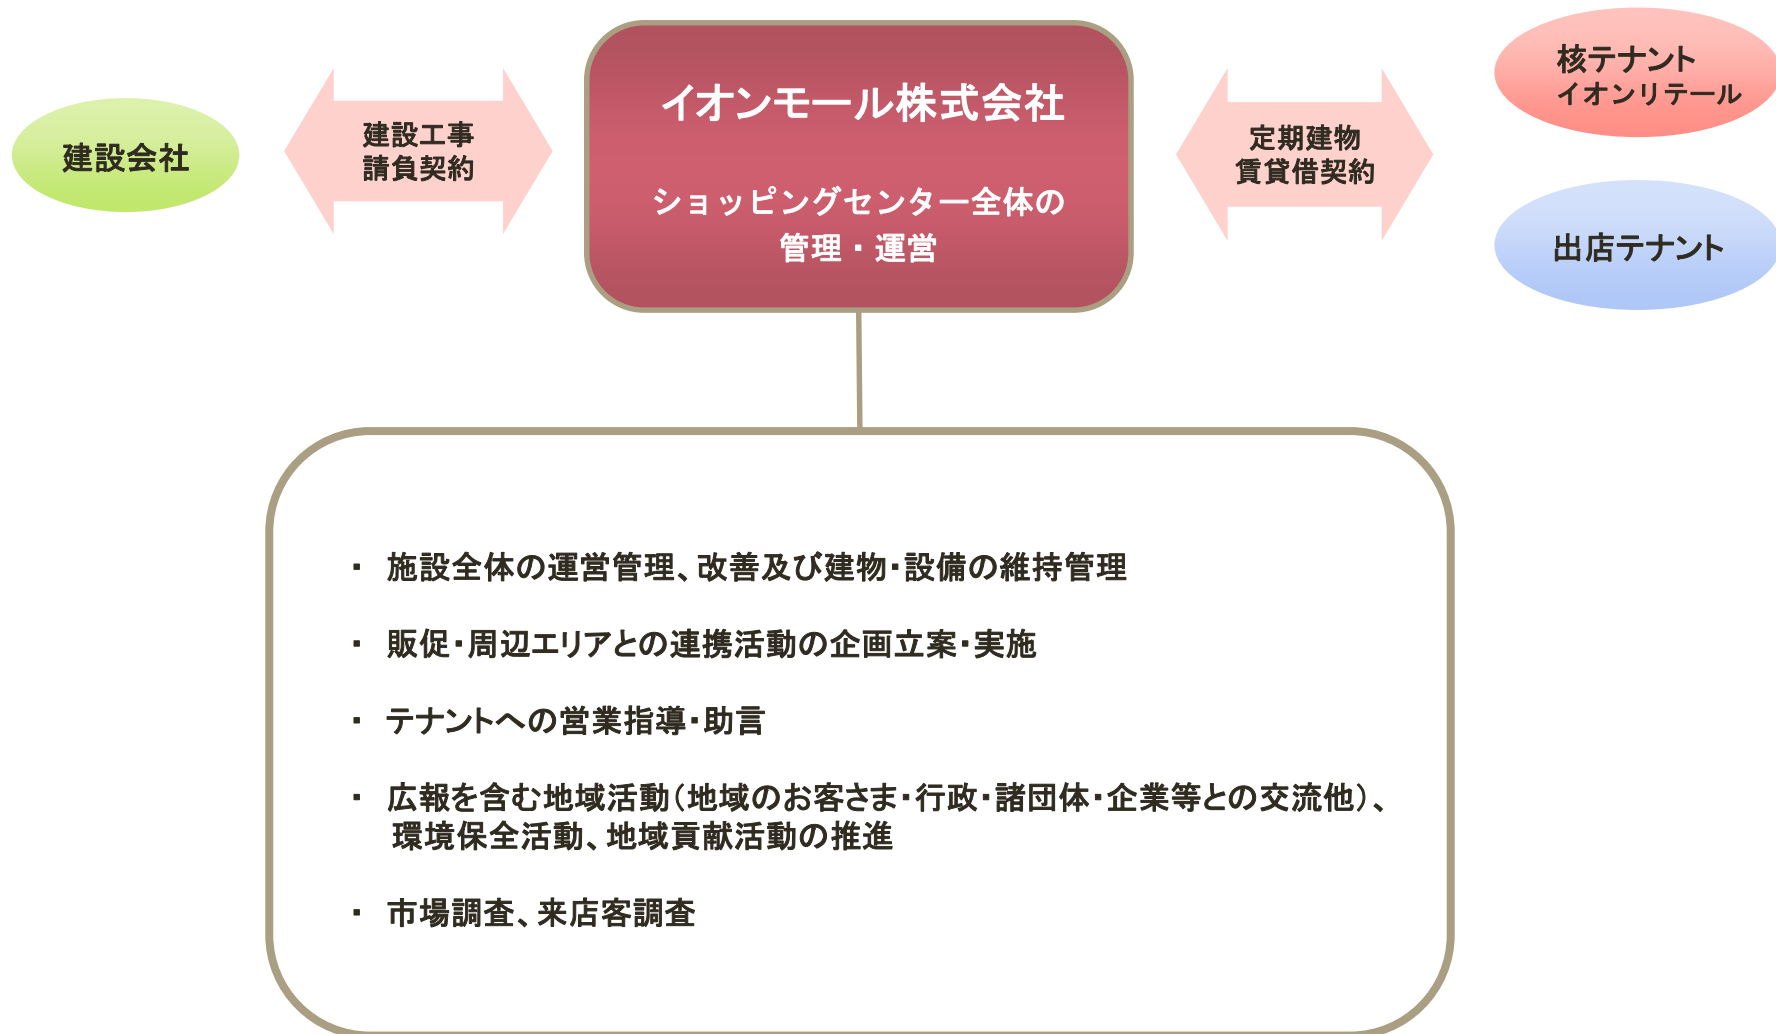 建設会社
建設工事
請負契約
イオンモール株式会社
ショッピングセンター全体の
管理・運営
定期建物
賃貸借契約
核テナント
イオンリテール
出店テナント
・ 施設全体の運営管理、改善及び建物・設備の維持管理
・ 販促・周辺エリアとの連携活動の企画立案・実施
・ テナントへの営業指導・助言
・ 広報を含む地域活動(地域のお客さま・行政・諸団体・企業等との交流他)、
環境保全活動、地域貢献活動の推進
・ 市場調査、来店客調査